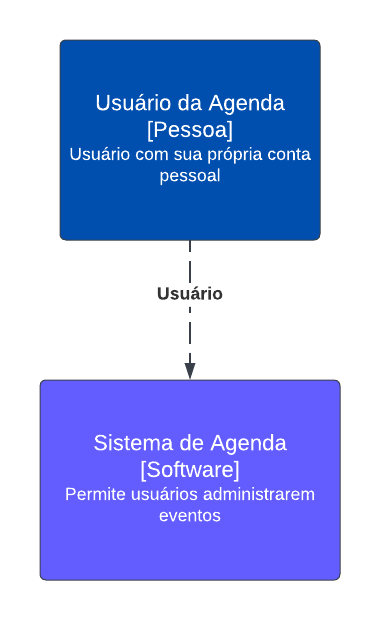 Usuário da Agenda
[Pessoa]
Usuário com sua própria conta
pessoal
Usuário
Sistema de Agenda
[Software]
Permite usuários administrarem
eventos